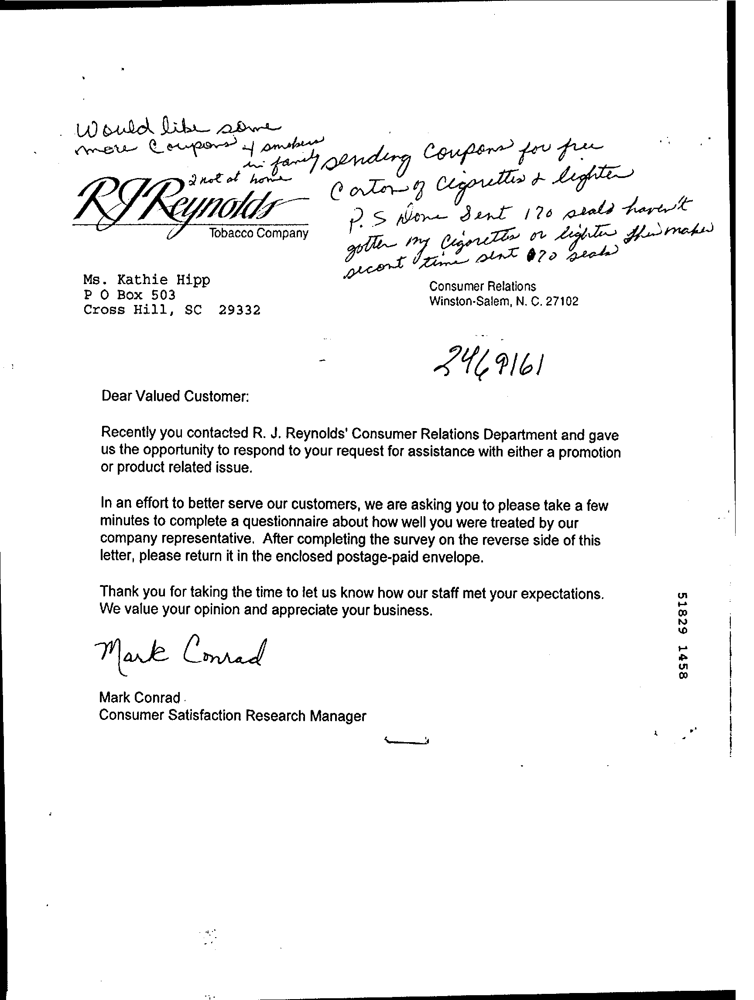 Would like some
more Coupons 4 smokers
in family
2 not at home
sending Coupons for free
Carton of Cigarettes & lighter
P.S Done Sent 170 seals haven't
gotten my Cigarettes or lighter this makes
secont time sent 170 seals
RJReynolds
Tobacco Company
Ms. Kathie Hipp
P O Box 503
Cross Hill, SC 29332
Consumer Relations
Winston-Salem, N. C. 27102
2469161
Dear Valued Customer:
Recently you contacted R. J. Reynolds' Consumer Relations Department and gave
us the opportunity to respond to your request for assistance with either a promotion
or product related issue.
In an effort to better serve our customers, we are asking you to please take a few
minutes to complete a questionnaire about how well you were treated by our
company representative. After completing the survey on the reverse side of this
letter, please return it in the enclosed postage-paid envelope.
Thank you for taking the time to let us know how our staff met your expectations.
We value your opinion and appreciate your business.
Mark Conrad
Mark Conrad
Consumer Satisfaction Research Manager
51829 1458